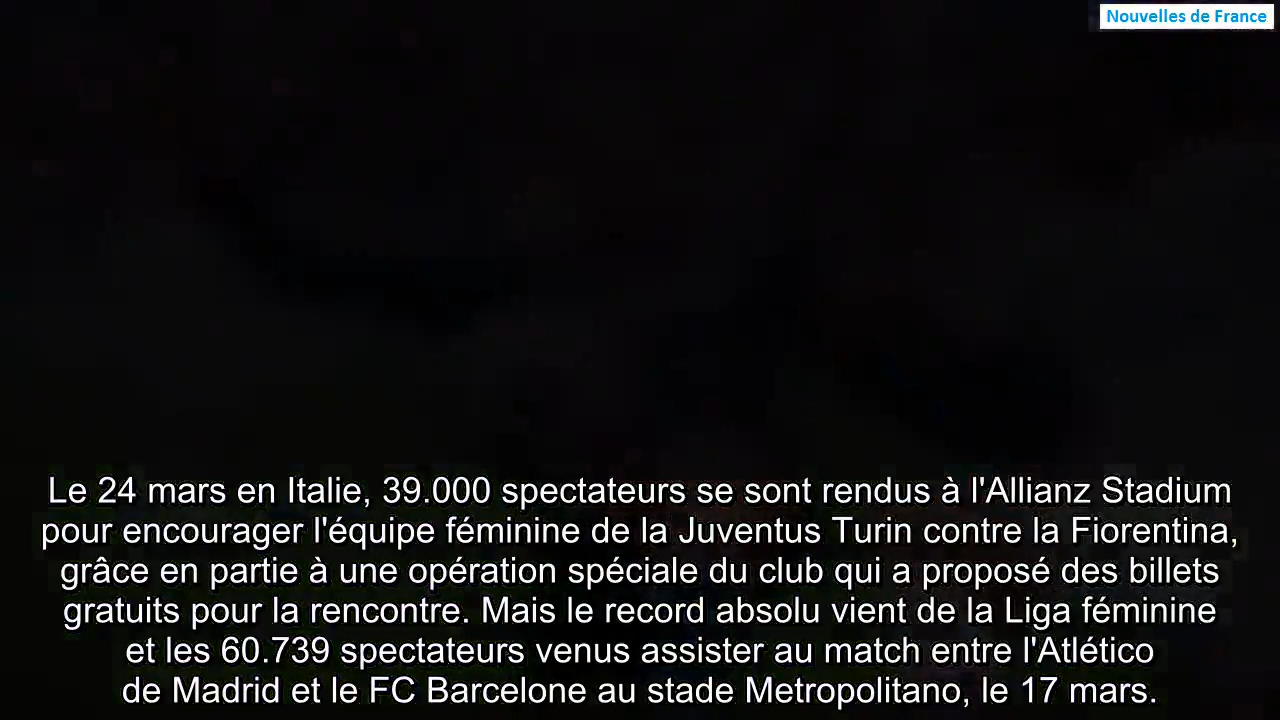 Nouvelles de France
Le 24 mars en Italie, 39.000 spectateurs se sont rendus à l'Allianz Stadium
pour encourager l'équipe féminine de la Juventus Turin contre la Fiorentina,
grâce en partie à une opération spéciale du club qui a proposé des billets
gratuits pour la rencontre. Mais le record absolu vient de la Liga féminine
et les 60.739 spectateurs venus assister au match entre l'Atlético
de Madrid et le FC Barcelone au stade Metropolitano, le 17 mars.